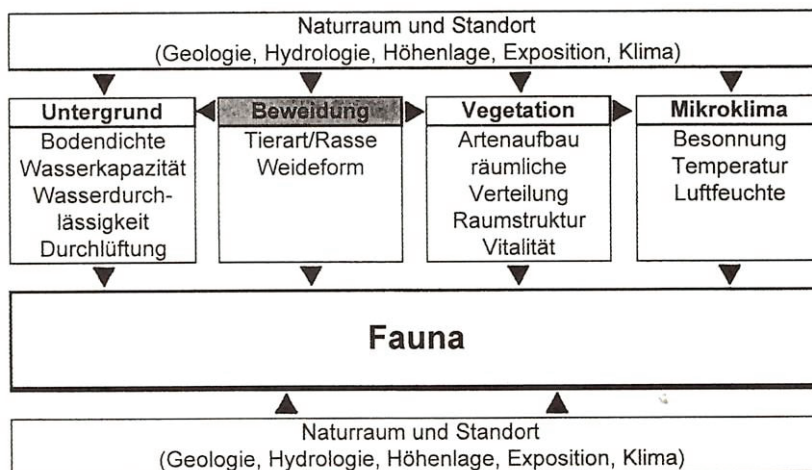 Naturraum und Standort
(Geologie, Hydrologie, Höhenlage, Exposition, Klima)
Untergrund
Bodendichte
Wasserkapazität
Wasserdurch-
lässigkeit
Durchlüftung
Beweidung
Tierart/Rasse
Weideform
Vegetation
Artenaufbau
räumliche
Verteilung
Raumstruktur
Vitalität
Mikroklima
Besonnung
Temperatur
Luftfeuchte
Fauna
Naturraum und Standort
(Geologie, Hydrologie, Höhenlage, Exposition, Klima)